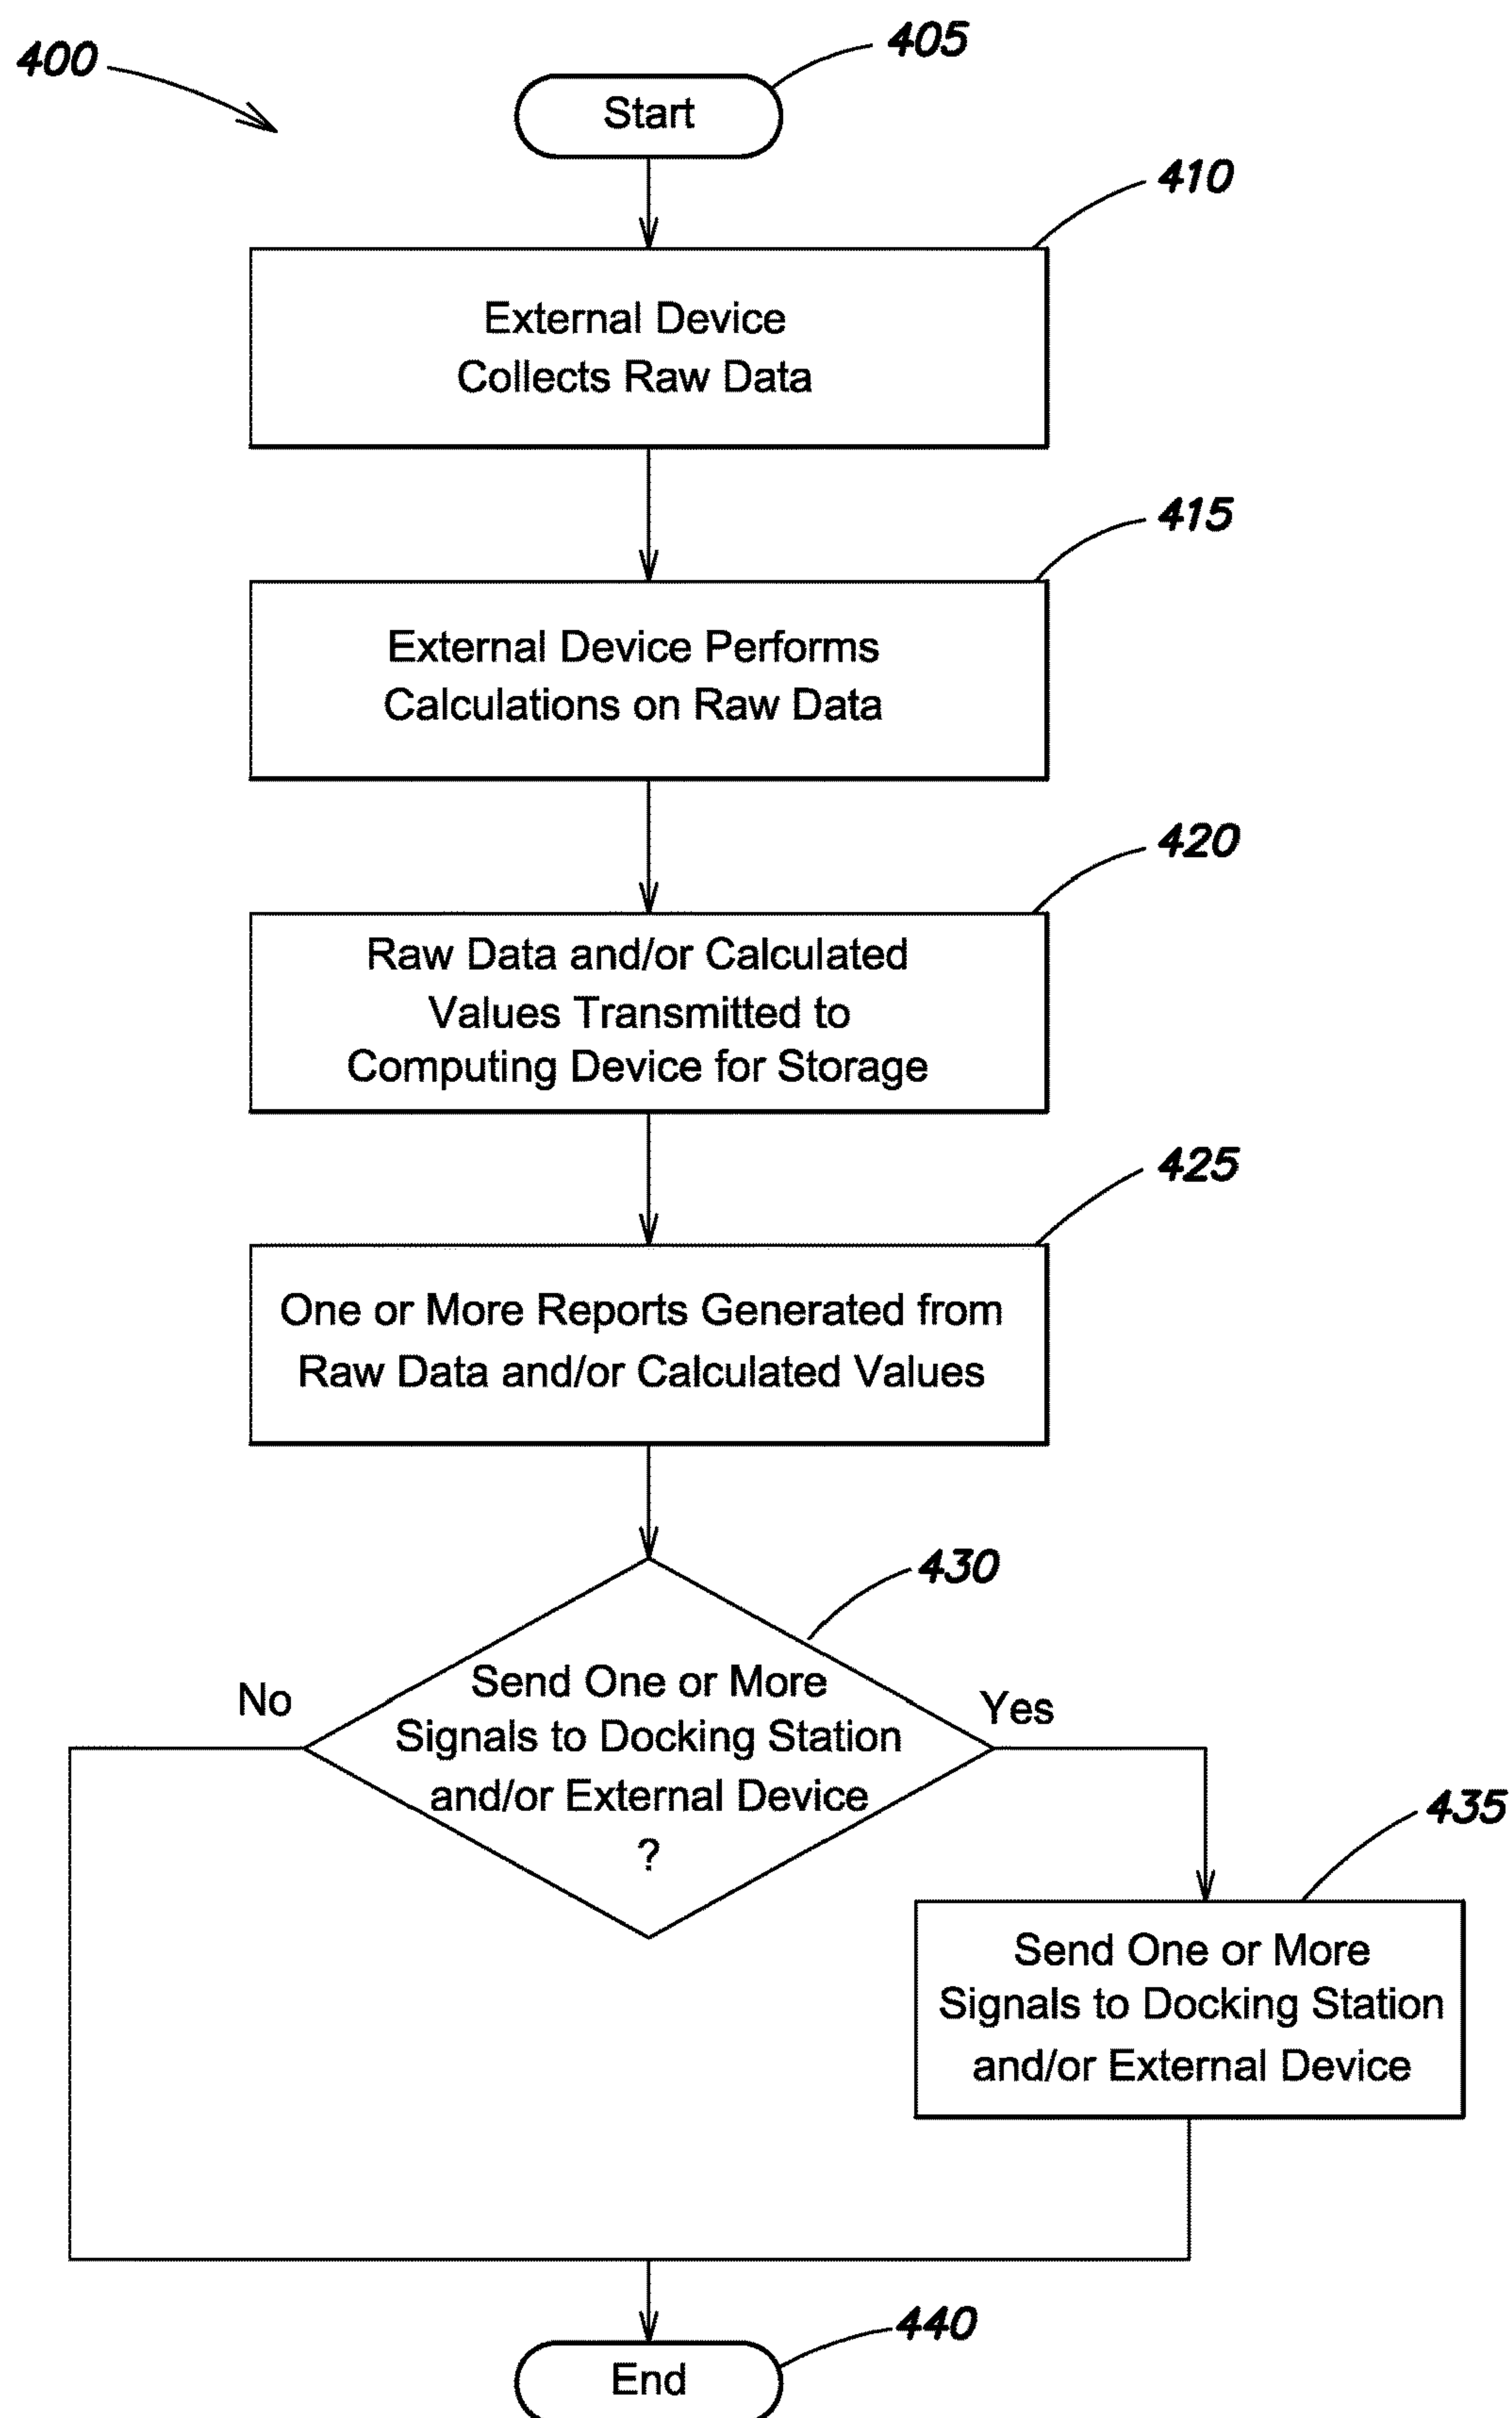 400
405
Start
410
External Device
Collects Raw Data
415
External Device Performs
Calculations on Raw Data
420
Raw Data and/or Calculated
Values Transmitted to
Computing Device for Storage
425
One or More Reports Generated from
Raw Data and/or Calculated Values
430
Send One or More
Signals to Docking Station
and/or External Device
?
No
Yes
435
Send One or More
Signals to Docking Station
and/or External Device
440
End